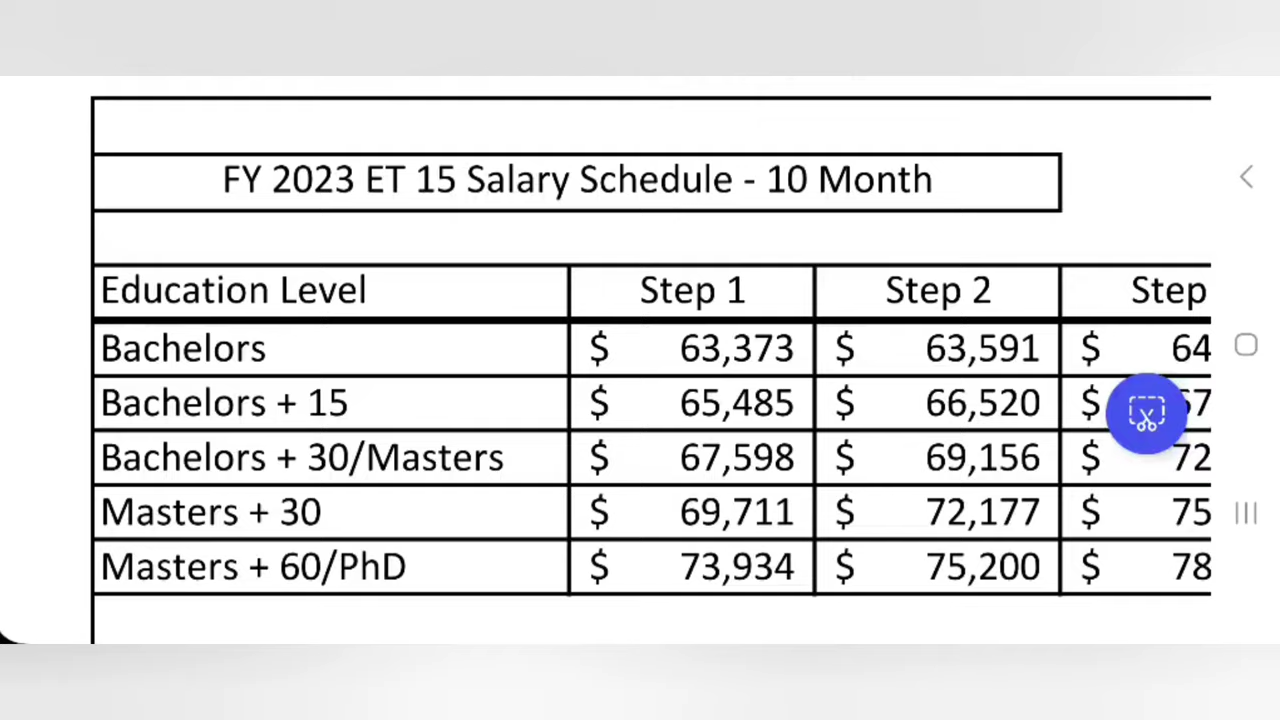 FY 2023 ET 15 Salary Schedule - 10 Month
Education Level Step 1 Step 2 Step
Bachelors $ 63,373 $ 63,591 $ 64
Bachelors + 15 $ 65,485 $ 66,520 $ 67
Bachelors + 30/Masters $ 67,598 $ 69,156 $ 72
Masters + 30 $ 69,711 $ 72,177 $ 75
Masters + 60/PhD $ 73,934 $ 75,200 $ 78